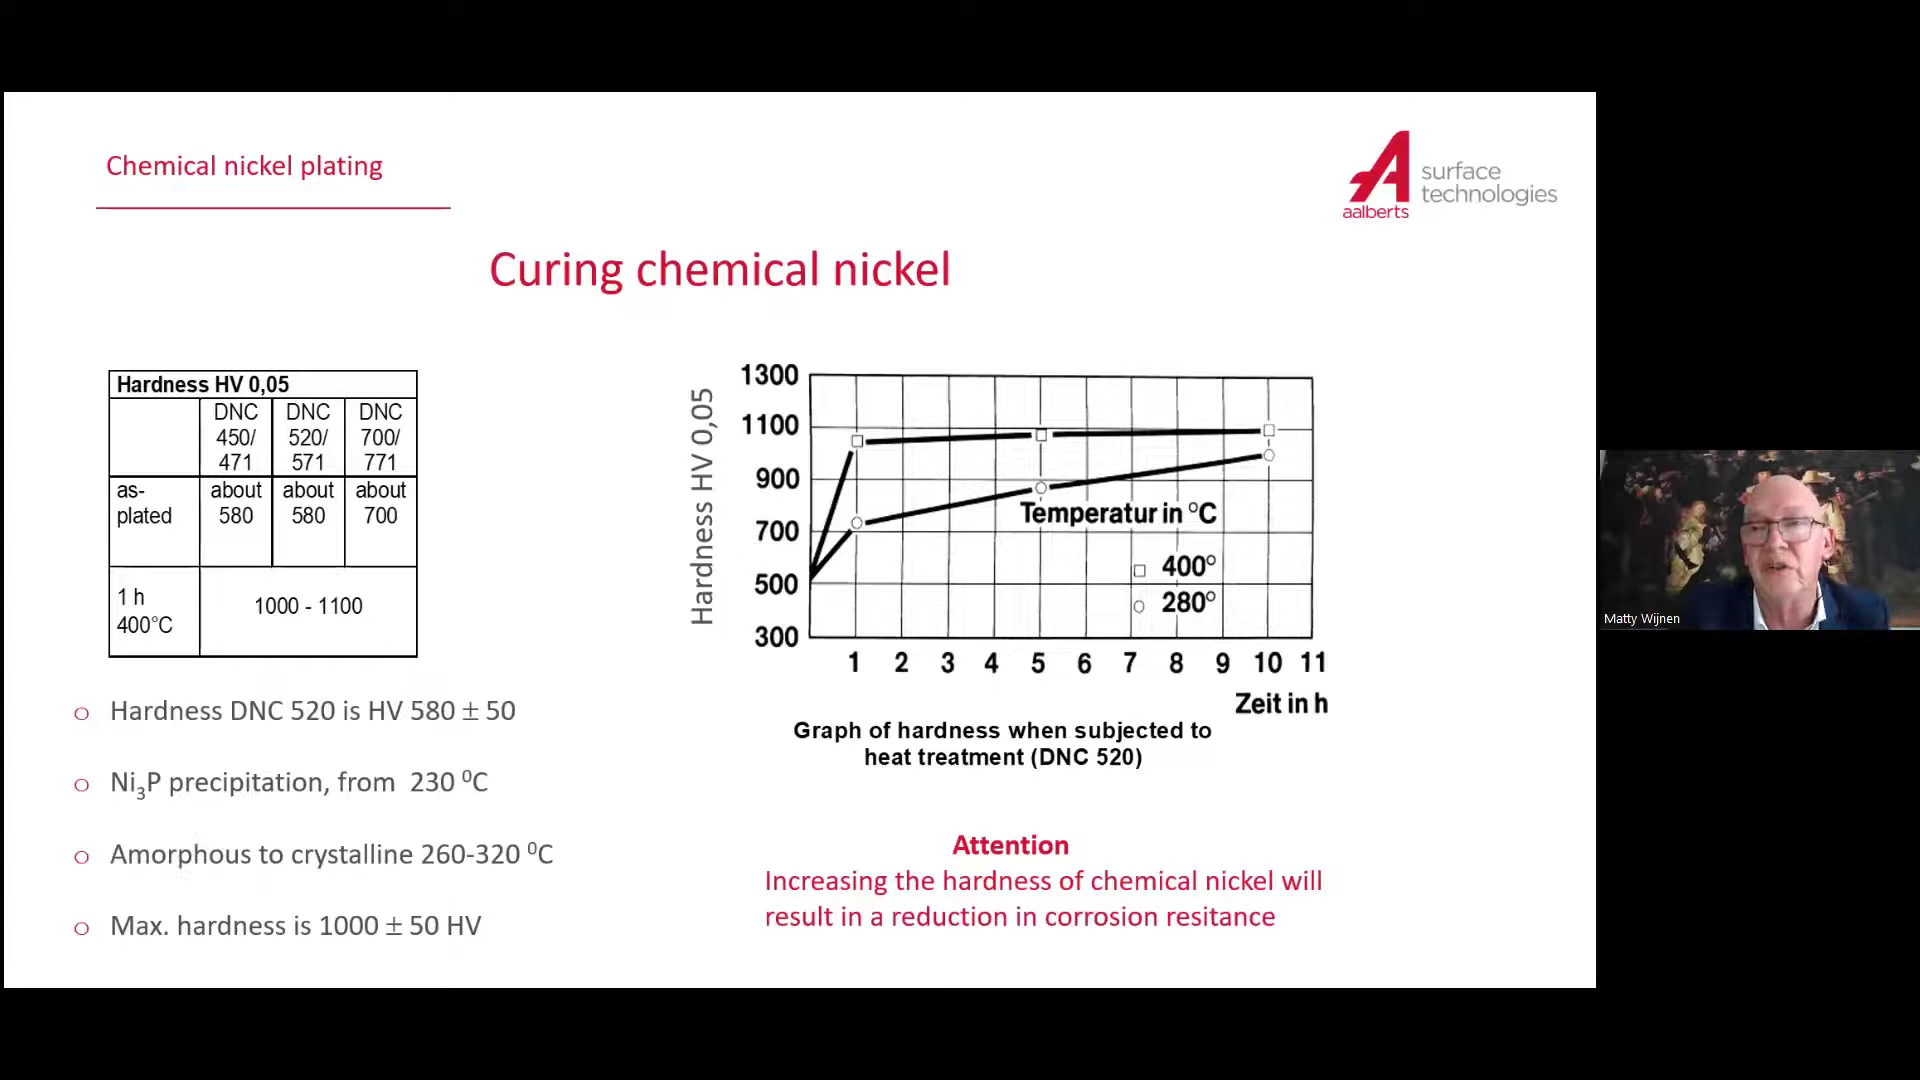 Chemical nickel plating
surface
technologies
aalberts
Curing chemical nickel
Hardness HV 0,05
DNC 450/ 471
DNC 520/ 571
DNC 700/ 771
as-plated
about 580
about 580
about 700
1 h 400°C
1000 - 1100
Hardness DNC 520 is HV 580 ± 50
Ni₃P precipitation, from 230 ⁰C
Amorphous to crystalline 260-320 ⁰C
Max. hardness is 1000 ± 50 HV
Hardness HV 0,05
1300
1100
900
700
500
300
Temperatur in °C
400°
280°
1 2 3 4 5 6 7 8 9 10 11
Zeit in h
Graph of hardness when subjected to
heat treatment (DNC 520)
Attention
Increasing the hardness of chemical nickel will
result in a reduction in corrosion resitance
Matty Wijnen